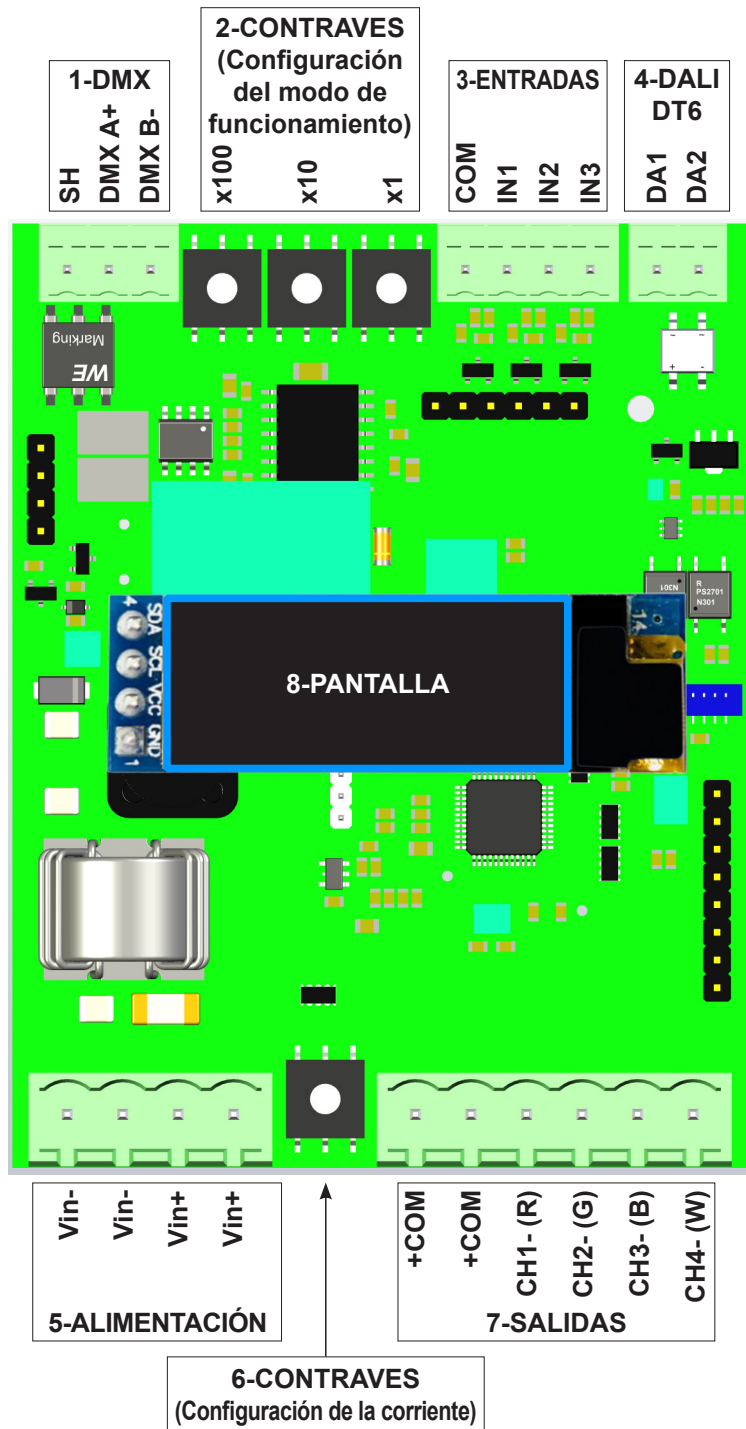 1-DMX
SH
DMX A+
DMX B-
2-CONTRAVES
(Configuración
del modo de
funcionamiento)
x100
x10
x1
3-ENTRADAS
COM
IN1
IN2
IN3
4-DALI
DT6
DA1
DA2
WE
Marking
4
SDA
SCL
VCC
GND
1
8-PANTALLA
14
N301
R
PS2701
N301
~ ~
+ -
Vin-
Vin-
Vin+
Vin+
5-ALIMENTACIÓN
+COM
+COM
CH1- (R)
CH2- (G)
CH3- (B)
CH4- (W)
7-SALIDAS
6-CONTRAVES
(Configuración de la corriente)